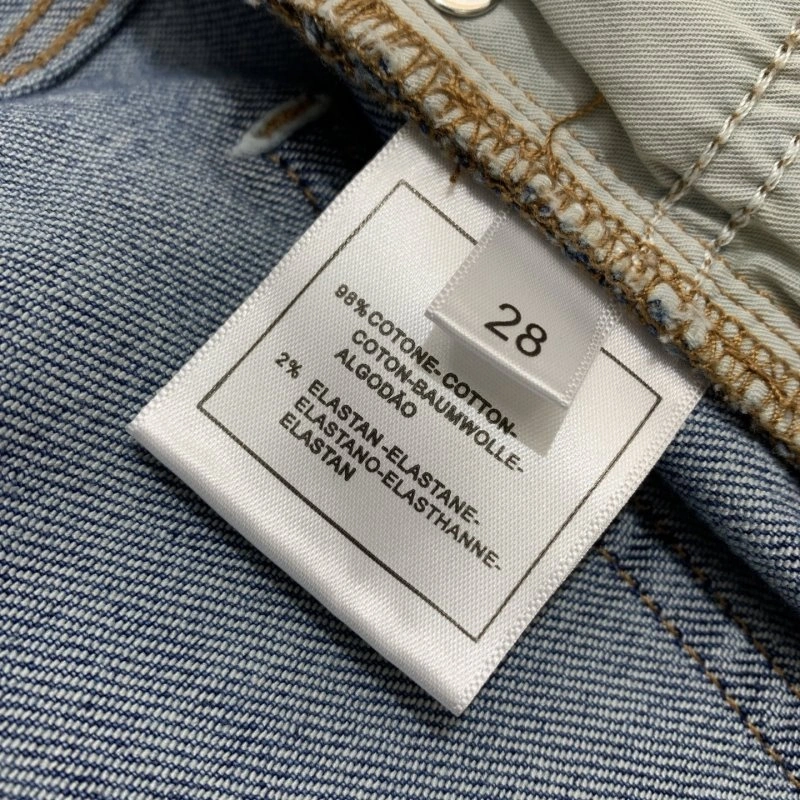 28
98% COTONE-COTTON-
COTON-BAUMWOLLE-
ALGODÃO
2% ELASTAN -ELASTANE-
ELASTANO-ELASTHANNE-
ELASTAN